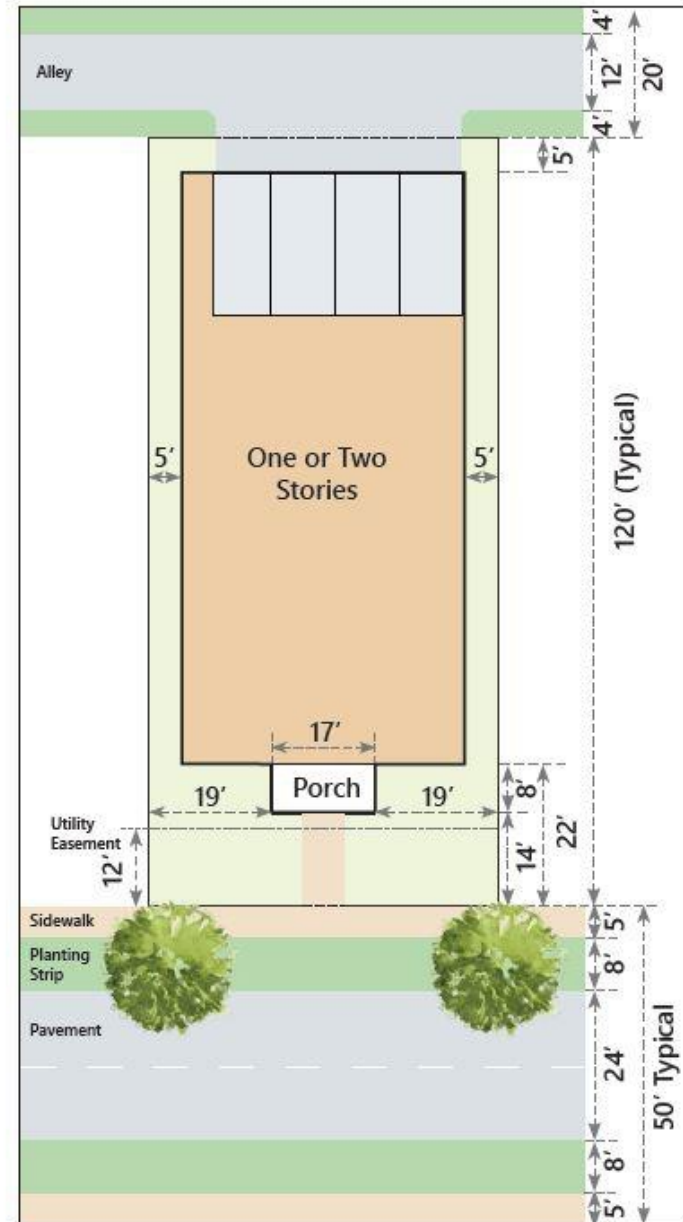 4’
Alley
12’
20’
4’
5’
5’
One or Two
Stories
5’
120’ (Typical)
17’
Porch
19’
19’
8’
22’
14’
Utility
Easement
12’
Sidewalk
5’
Planting
Strip
8’
Pavement
24’
50’ Typical
8’
5’